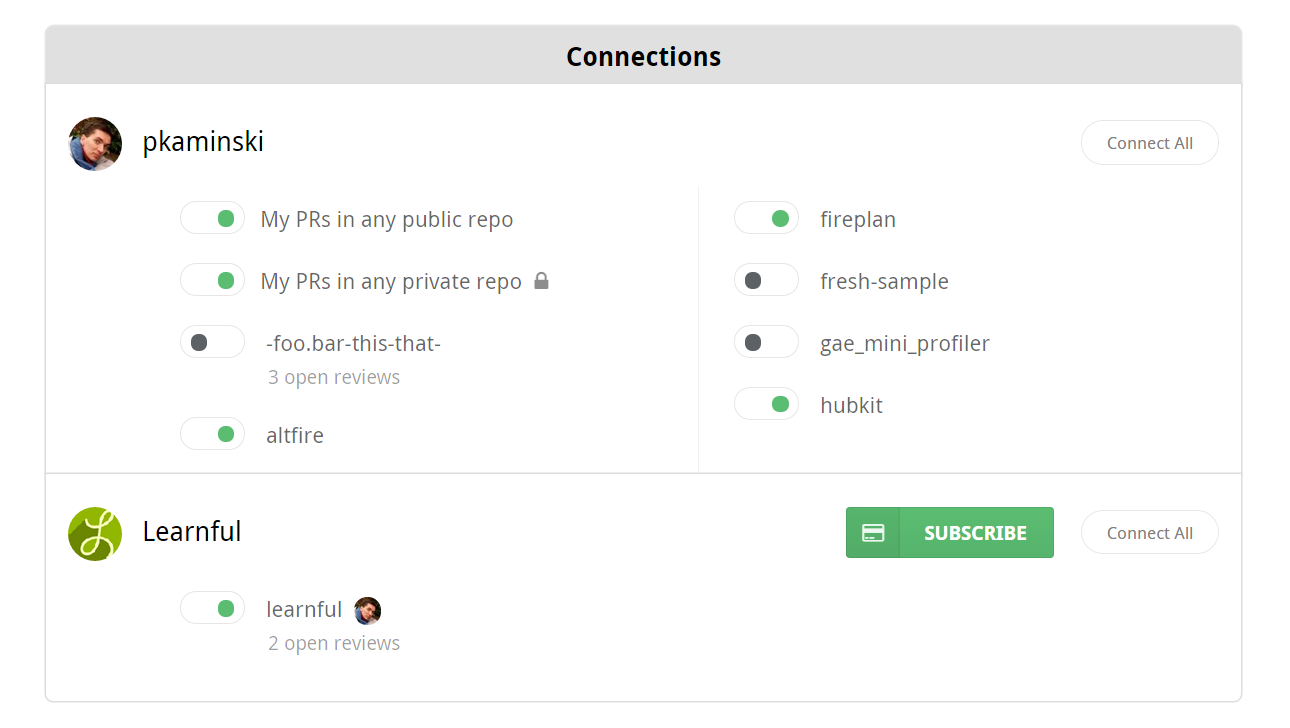 Connections
pkaminski
Connect All
My PRs in any public repo
My PRs in any private repo
-foo.bar-this-that-
3 open reviews
altfire
fireplan
fresh-sample
gae_mini_profiler
hubkit
Learnful
SUBSCRIBE
Connect All
learnful
2 open reviews